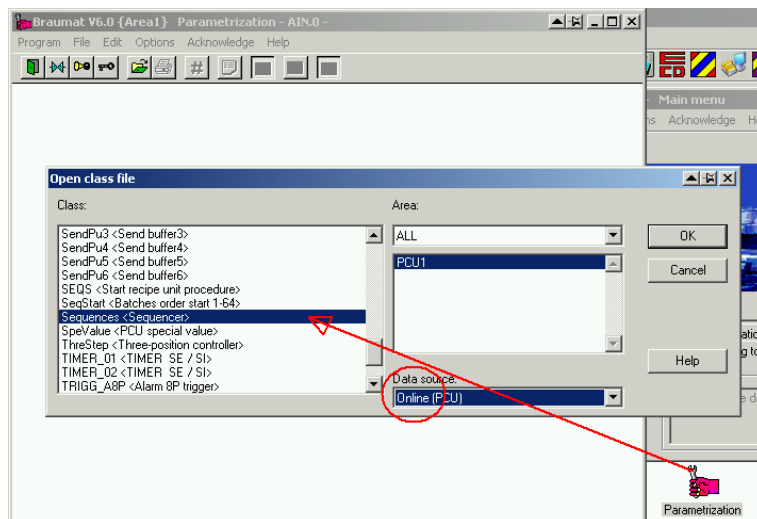 Braumat V6.0 {Area1} Parametrization - AIN.0 -
Program File Edit Options Acknowledge Help
Main menu
Acknowledge
Open class file
Class:
Area:
SendPu3 <Send buffer3>
SendPu4 <Send buffer4>
SendPu5 <Send buffer5>
SendPu6 <Send buffer6>
SEQS <Start recipe unit procedure>
SeqStart <Batches order start 1-64>
Sequences <Sequencer>
SpeValue <PCU special value>
ThreStep <Three-position controller>
TIMER_01 <TIMER SE / SI>
TIMER_02 <TIMER SE / SI>
TRIGG_A8P <Alarm 8P trigger>
ALL
PCU1
Data source:
Online (PCU)
OK
Cancel
Help
Parametrization